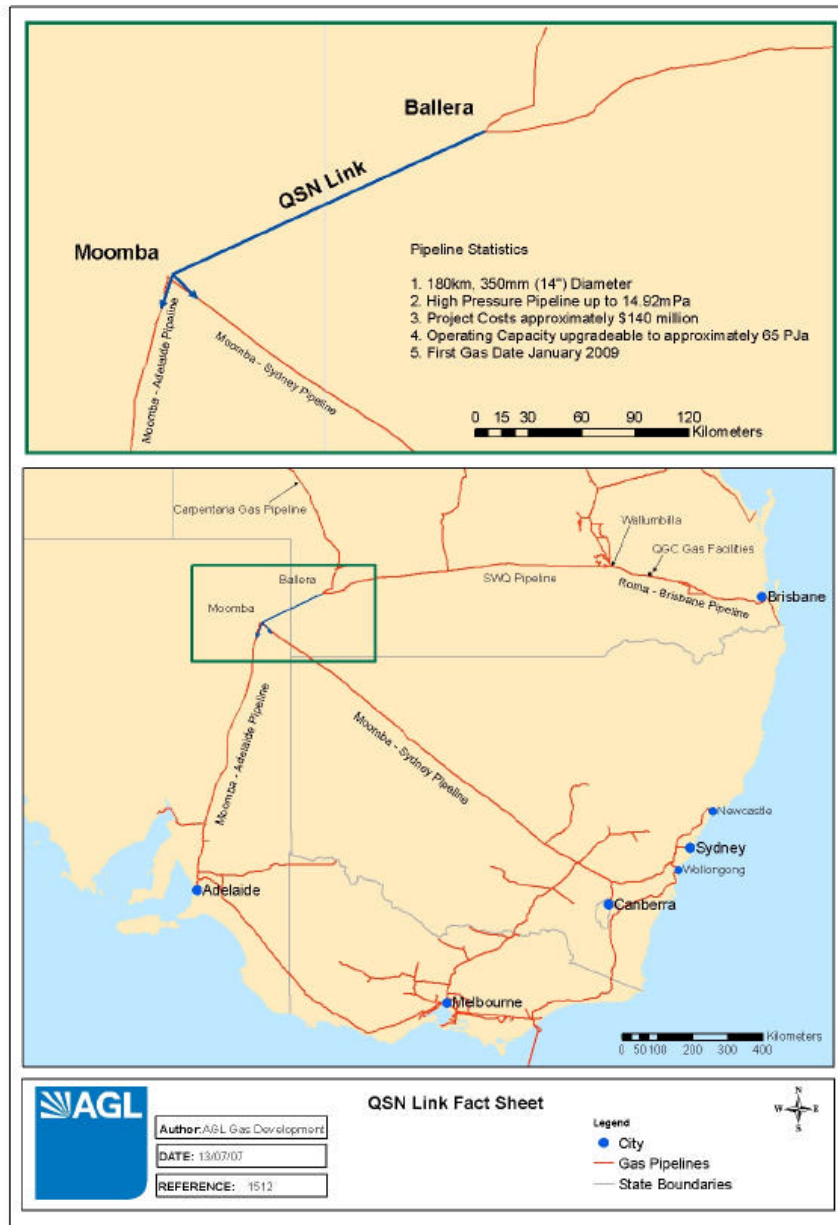 Ballera
QSN Link
Moomba
Pipeline Statistics
1. 180km, 350mm (14") Diameter
2. High Pressure Pipeline up to 14.92mPa
3. Project Costs approximately $140 million
4. Operating Capacity upgradeable to approximately 65 PJa
5. First Gas Date January 2009
Moomba - Adelaide Pipeline
Moomba - Sydney Pipeline
0 15 30 60 90 120
Kilometers
Carpentaria Gas Pipeline
Wallumbilla
QGC Gas Facilities
Ballera
SWQ Pipeline
Roma - Brisbane Pipeline
Brisbane
Moomba
Moomba - Adelaide Pipeline
Moomba - Sydney Pipeline
Newcastle
Sydney
Wollongong
Adelaide
Canberra
Melbourne
Kilometers
0 50 100 200 300 400
AGL
QSN Link Fact Sheet
Author: AGL Gas Development
DATE: 13/07/07
REFERENCE: 1512
N
W E
S
Legend
City
Gas Pipelines
State Boundaries